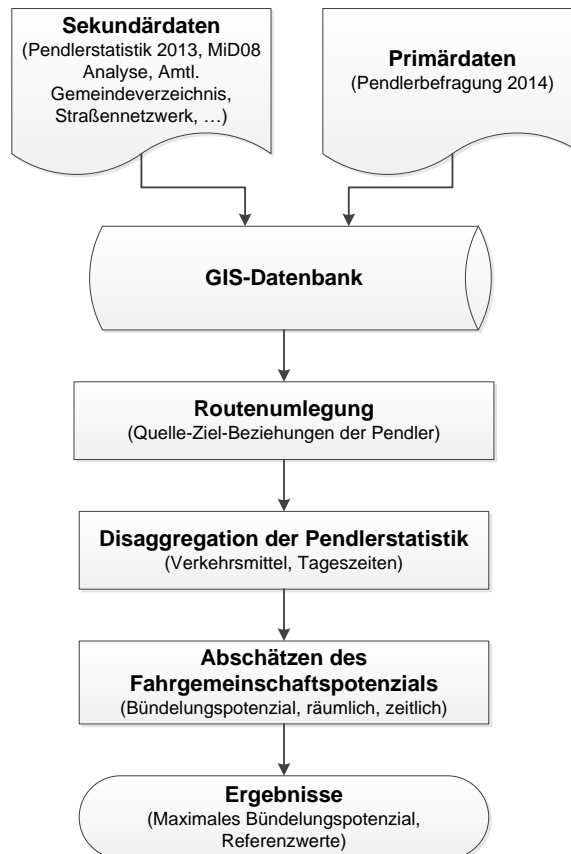 Sekundärdaten
(Pendlerstatistik 2013, MiD08
Analyse, Amtl.
Gemeindeverzeichnis,
Straßennetzwerk, …)
Primärdaten
(Pendlerbefragung 2014)
GIS-Datenbank
Routenumlegung
(Quelle-Ziel-Beziehungen der Pendler)
Disaggregation der Pendlerstatistik
(Verkehrsmittel, Tageszeiten)
Abschätzen des
Fahrgemeinschaftspotenzials
(Bündelungspotenzial, räumlich, zeitlich)
Ergebnisse
(Maximales Bündelungspotenzial,
Referenzwerte)